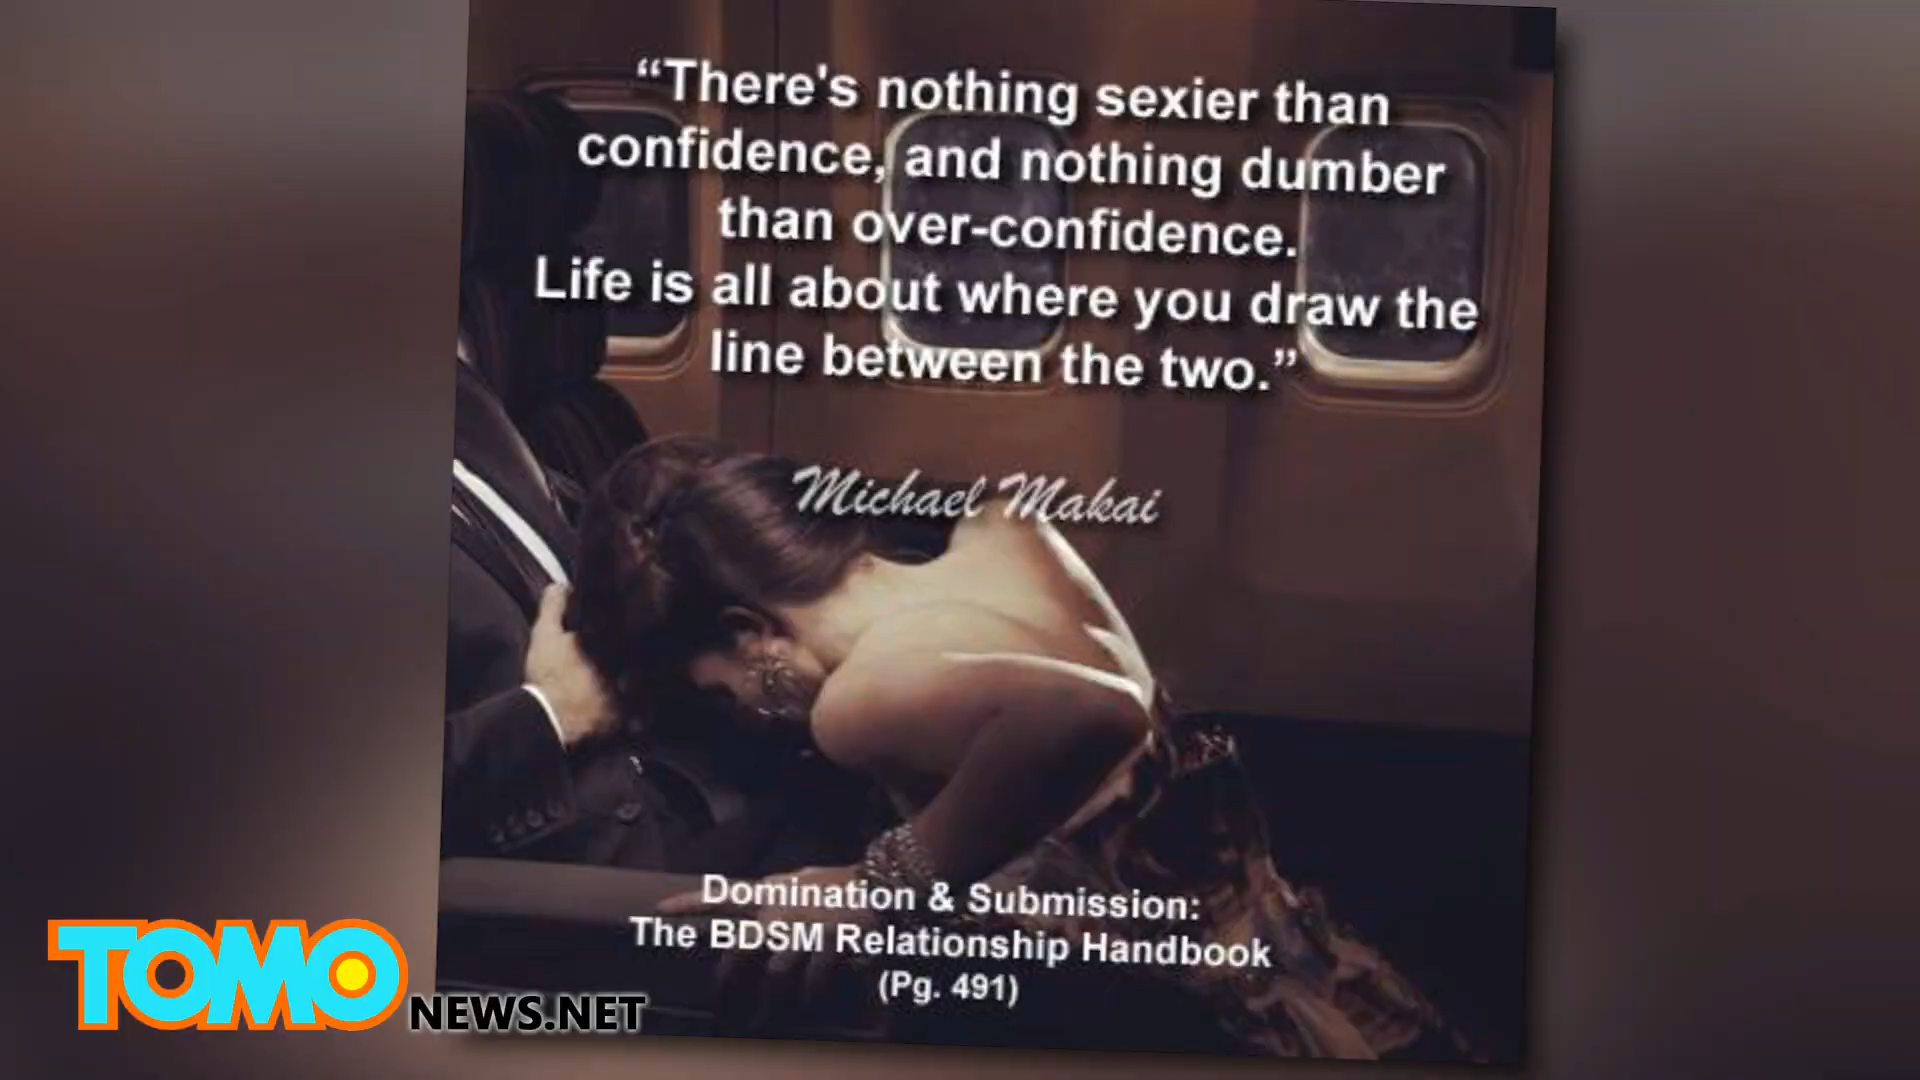 “There's nothing sexier than
confidence, and nothing dumber
than over-confidence.
Life is all about where you draw the
line between the two.”
Michael Makai
Domination & Submission:
The BDSM Relationship Handbook
(Pg. 491)
TOMO
NEWS.NET